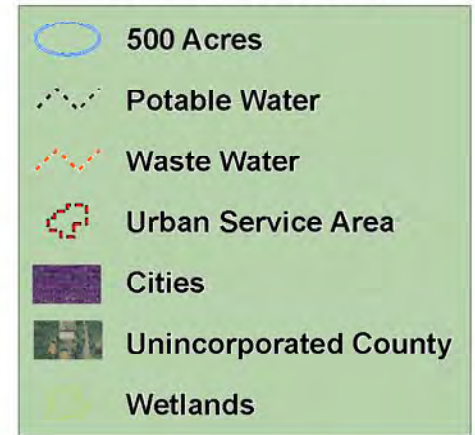 500 Acres
Potable Water
Waste Water
Urban Service Area
Cities
Unincorporated County
Wetlands